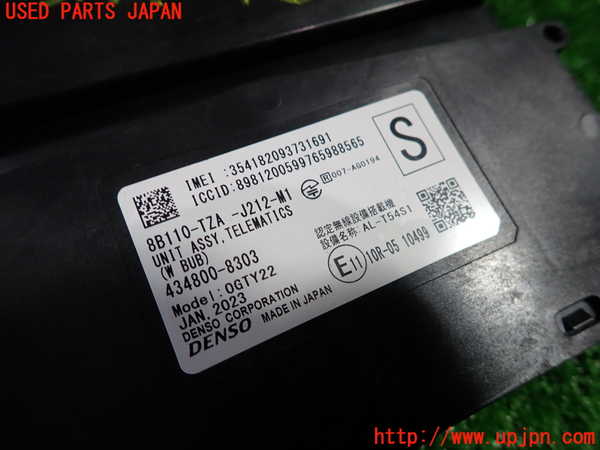 USED PARTS JAPAN
IMEI :354182093731691
ICCID:8981200599765988565
S
8B110-TZA -J212-M1
UNIT ASSY,TELEMATICS
(W BUB)
434800-8303
Model:0GTY22
JAN, 2023
DENSO CORPORATION
DENSO MADE IN JAPAN
R 007-AG0194
認定無線設備搭載機
設備名称:AL-T54S1
E11 10R-05 10499
http://www.upjpn.com/